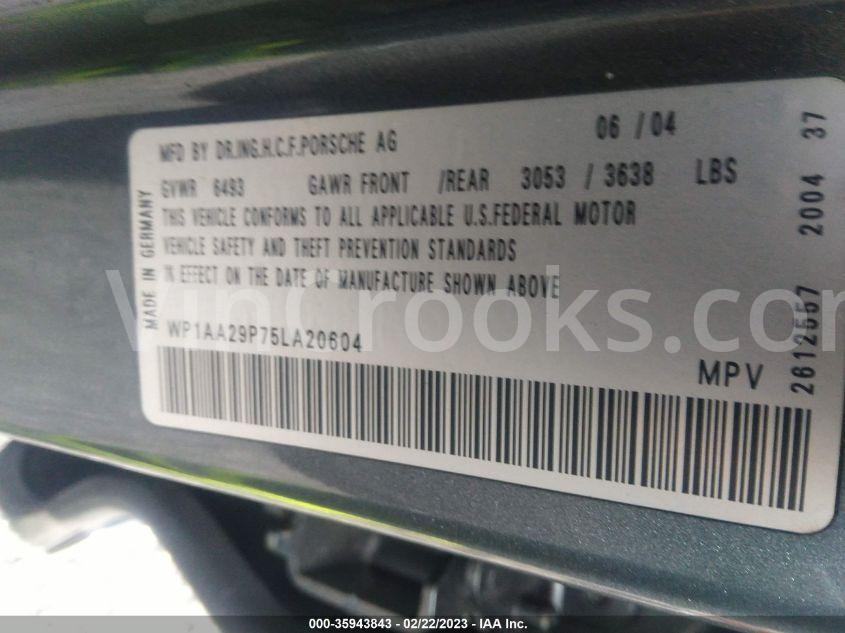 MFD BY DR.ING.H.C.F.PORSCHE AG 06 / 04
GVWR 6493 GAWR FRONT /REAR 3053 / 3638 LBS
THIS VEHICLE CONFORMS TO ALL APPLICABLE U.S.FEDERAL MOTOR
VEHICLE SAFETY AND THEFT PREVENTION STANDARDS
IN EFFECT ON THE DATE OF MANUFACTURE SHOWN ABOVE
WP1AA29P75LA20604
MPV
MADE IN GERMANY
2612557 2004 37
VinCrooks.com
000-35943843 - 02/22/2023 - IAA Inc.